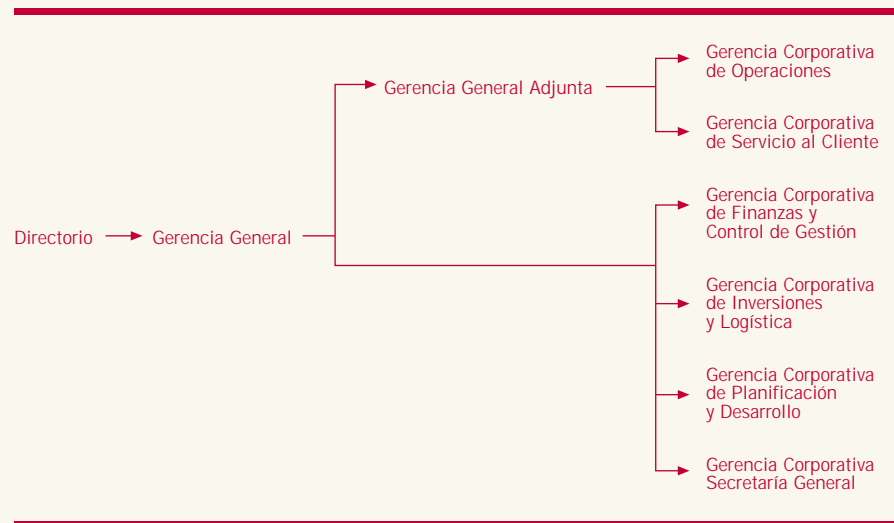 Directorio
Gerencia General
Gerencia General Adjunta
Gerencia Corporativa
de Operaciones
Gerencia Corporativa
de Servicio al Cliente
Gerencia Corporativa
de Finanzas y
Control de Gestión
Gerencia Corporativa
de Inversiones
y Logística
Gerencia Corporativa
de Planificación
y Desarrollo
Gerencia Corporativa
Secretaría General